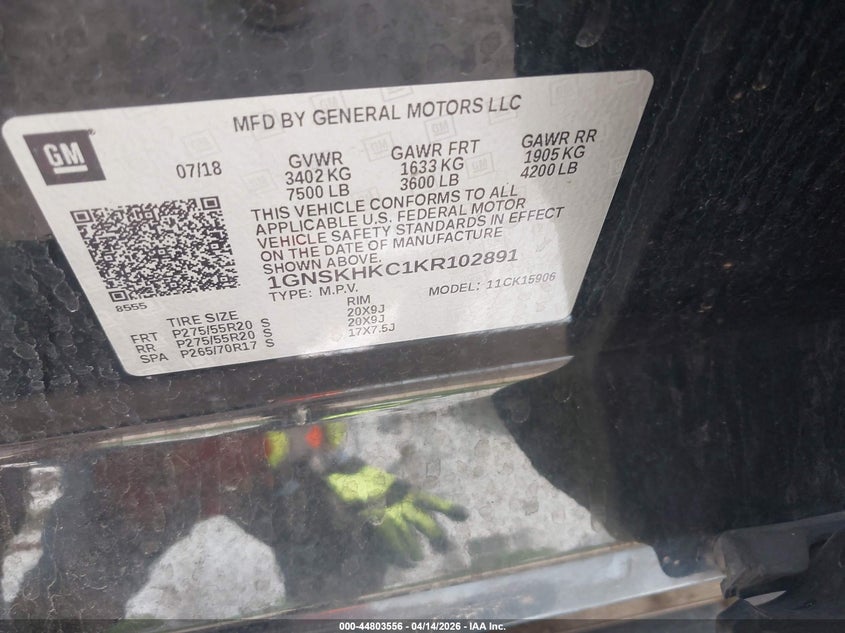 MFD BY GENERAL MOTORS LLC
GM
07/18
GVWR
3402 KG
7500 LB
GAWR FRT
1633 KG
3600 LB
GAWR RR
1905 KG
4200 LB
THIS VEHICLE CONFORMS TO ALL
APPLICABLE U.S. FEDERAL MOTOR
VEHICLE SAFETY STANDARDS IN EFFECT
ON THE DATE OF MANUFACTURE
SHOWN ABOVE.
1GNSKHKC1KR102891
TYPE: M.P.V. MODEL: 11CK15906
8555
TIRE SIZE RIM
FRT P275/55R20 S 20X9J
RR P275/55R20 S 20X9J
SPA P265/70R17 S 17X7.5J
000-44803556 - 04/14/2026 - IAA Inc.